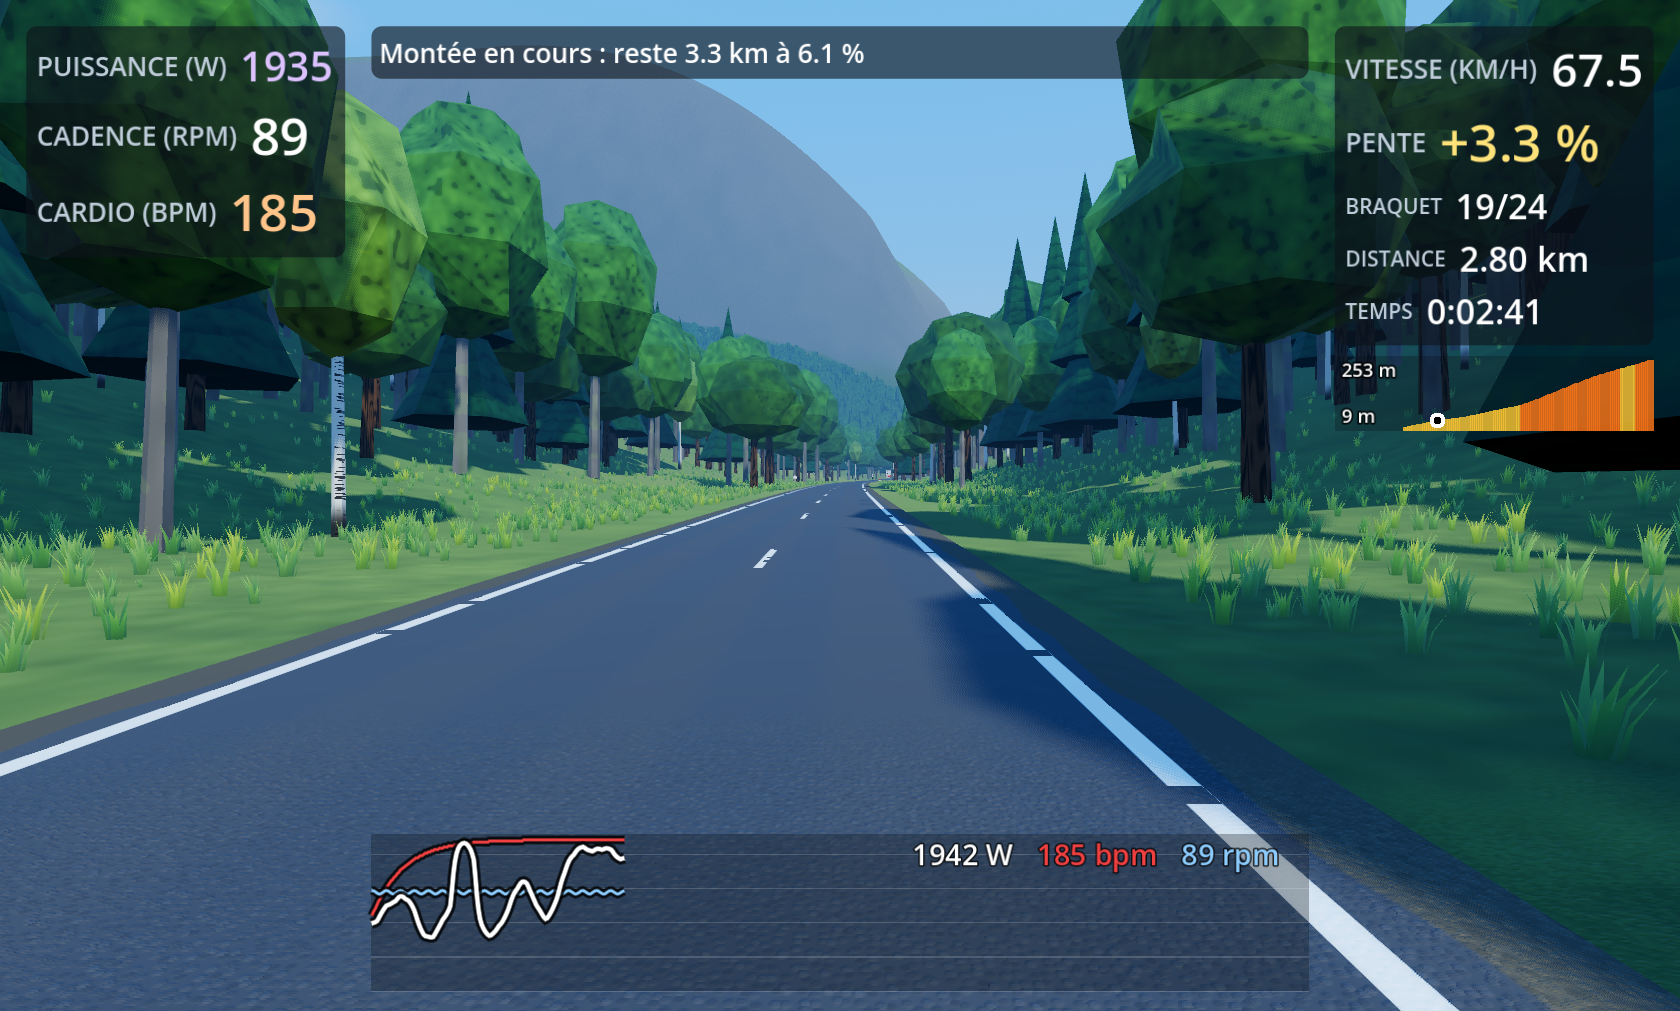 PUISSANCE (W) 1935
CADENCE (RPM) 89
CARDIO (BPM) 185
Montée en cours : reste 3.3 km à 6.1 %
VITESSE (KM/H) 67.5
PENTE +3.3 %
BRAQUET 19/24
DISTANCE 2.80 km
TEMPS 0:02:41
253 m
9 m
1942 W 185 bpm 89 rpm